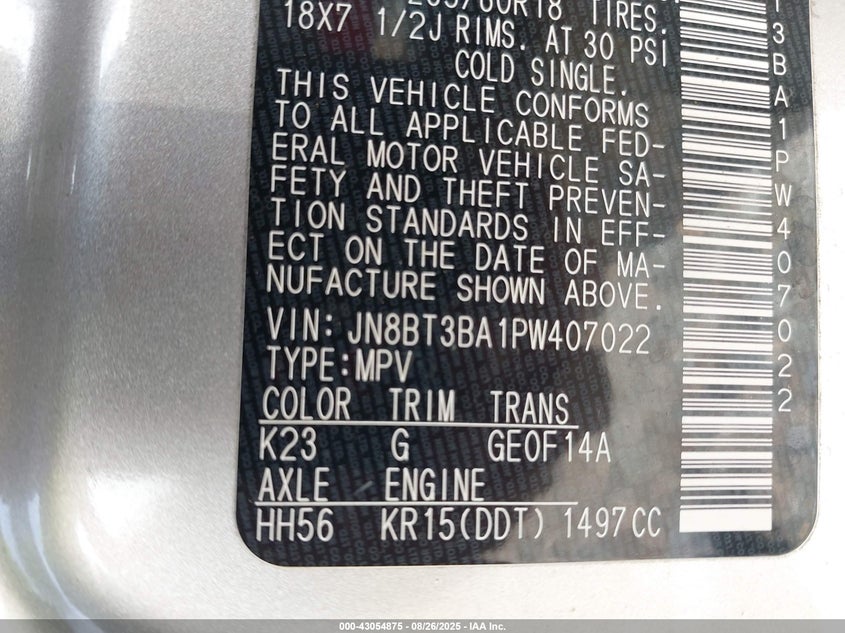 18X7 1/2J RIMS. AT 30 PSI
COLD SINGLE.
THIS VEHICLE CONFORMS
TO ALL APPLICABLE FED-
ERAL MOTOR VEHICLE SA-
FETY AND THEFT PREVEN-
TION STANDARDS IN EFF-
ECT ON THE DATE OF MA-
NUFACTURE SHOWN ABOVE.
VIN: JN8BT3BA1PW407022
TYPE:MPV
COLOR TRIM TRANS
K23 G GE0F14A
AXLE ENGINE
HH56 KR15(DDT) 1497CC
3BA1PW407022
000-43054875 - 08/26/2025 - IAA Inc.